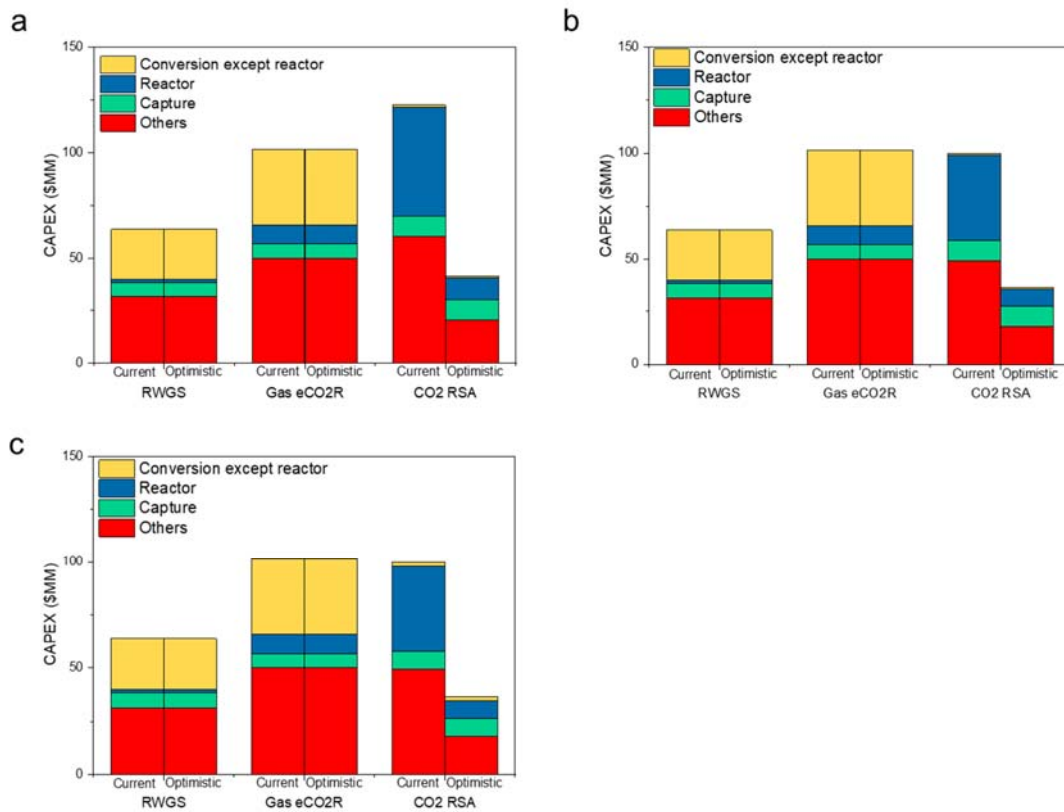 a
150
100
50
0
CAPEX ($MM)
Conversion except reactor
Reactor
Capture
Others
Current Optimistic Current Optimistic Current Optimistic
RWGS Gas eCO2R CO2 RSA
b
150
100
50
0
CAPEX ($MM)
Conversion except reactor
Reactor
Capture
Others
Current Optimistic Current Optimistic Current Optimistic
RWGS Gas eCO2R CO2 RSA
c
150
100
50
0
CAPEX ($MM)
Conversion except reactor
Reactor
Capture
Others
Current Optimistic Current Optimistic Current Optimistic
RWGS Gas eCO2R CO2 RSA